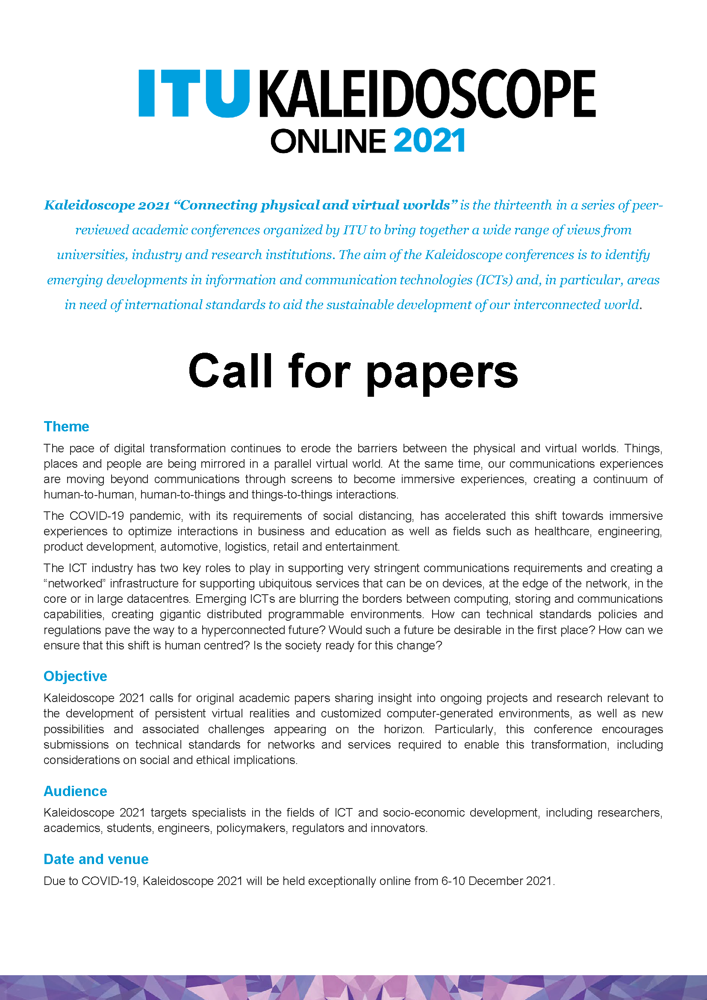 ITU KALEIDOSCOPE
ONLINE 2021
Kaleidoscope 2021 “Connecting physical and virtual worlds” is the thirteenth in a series of peer-
reviewed academic conferences organized by ITU to bring together a wide range of views from
universities, industry and research institutions. The aim of the Kaleidoscope conferences is to identify
emerging developments in information and communication technologies (ICTs) and, in particular, areas
in need of international standards to aid the sustainable development of our interconnected world.
Call for papers
Theme
The pace of digital transformation continues to erode the barriers between the physical and virtual worlds. Things,
places and people are being mirrored in a parallel virtual world. At the same time, our communications experiences
are moving beyond communications through screens to become immersive experiences, creating a continuum of
human-to-human, human-to-things and things-to-things interactions.
The COVID-19 pandemic, with its requirements of social distancing, has accelerated this shift towards immersive
experiences to optimize interactions in business and education as well as fields such as healthcare, engineering,
product development, automotive, logistics, retail and entertainment.
The ICT industry has two key roles to play in supporting very stringent communications requirements and creating a
“networked” infrastructure for supporting ubiquitous services that can be on devices, at the edge of the network, in the
core or in large datacentres. Emerging ICTs are blurring the borders between computing, storing and communications
capabilities, creating gigantic distributed programmable environments. How can technical standards policies and
regulations pave the way to a hyperconnected future? Would such a future be desirable in the first place? How can we
ensure that this shift is human centred? Is the society ready for this change?
Objective
Kaleidoscope 2021 calls for original academic papers sharing insight into ongoing projects and research relevant to
the development of persistent virtual realities and customized computer-generated environments, as well as new
possibilities and associated challenges appearing on the horizon. Particularly, this conference encourages
submissions on technical standards for networks and services required to enable this transformation, including
considerations on social and ethical implications.
Audience
Kaleidoscope 2021 targets specialists in the fields of ICT and socio-economic development, including researchers,
academics, students, engineers, policymakers, regulators and innovators.
Date and venue
Due to COVID-19, Kaleidoscope 2021 will be held exceptionally online from 6-10 December 2021.